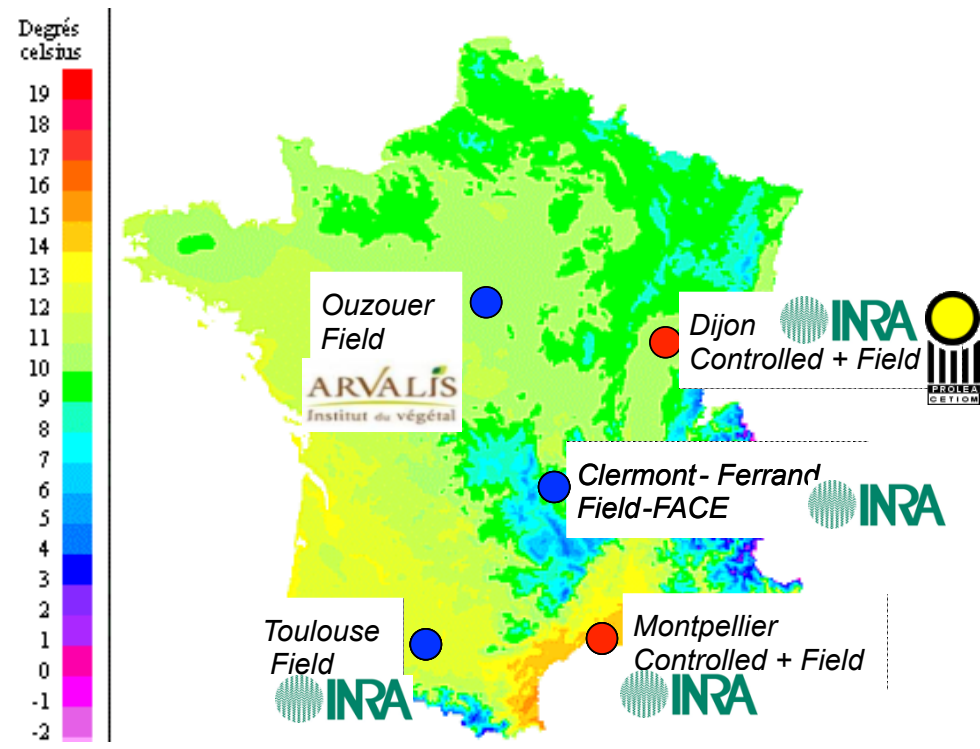 Degrés
celsius
19
18
17
16
15
14
13
12
11
10
9
8
7
6
5
4
3
2
1
0
-1
-2
Ouzouer
Field
ARVALIS
Institut du végétal
Dijon
Controlled + Field
INRA
PROLEA
CETIOM
Clermont - Ferrand
Field-FACE
INRA
Toulouse
Field
INRA
Montpellier
Controlled + Field
INRA